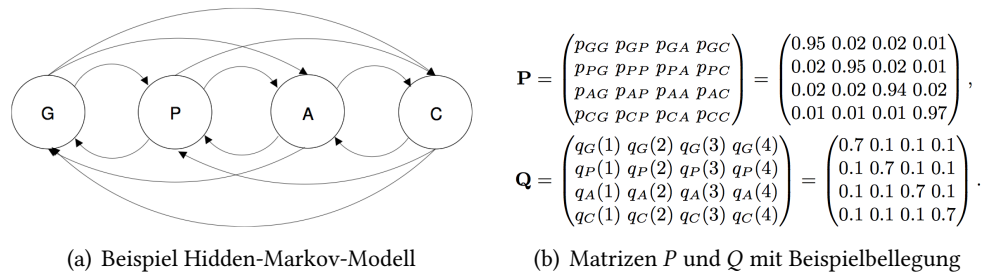 G P A C
(a) Beispiel Hidden-Markov-Modell
P = (p_GG p_GP p_GA p_GC) = (0.95 0.02 0.02 0.01)
(p_PG p_PP p_PA p_PC) (0.02 0.95 0.02 0.01)
(p_AG p_AP p_AA p_AC) (0.02 0.02 0.94 0.02)
(p_CG p_CP p_CA p_CC) (0.01 0.01 0.01 0.97) ,
Q = (q_G(1) q_G(2) q_G(3) q_G(4)) = (0.7 0.1 0.1 0.1)
(q_P(1) q_P(2) q_P(3) q_P(4)) (0.1 0.7 0.1 0.1)
(q_A(1) q_A(2) q_A(3) q_A(4)) (0.1 0.1 0.7 0.1)
(q_C(1) q_C(2) q_C(3) q_C(4)) (0.1 0.1 0.1 0.7) .
(b) Matrizen P und Q mit Beispielbellegung